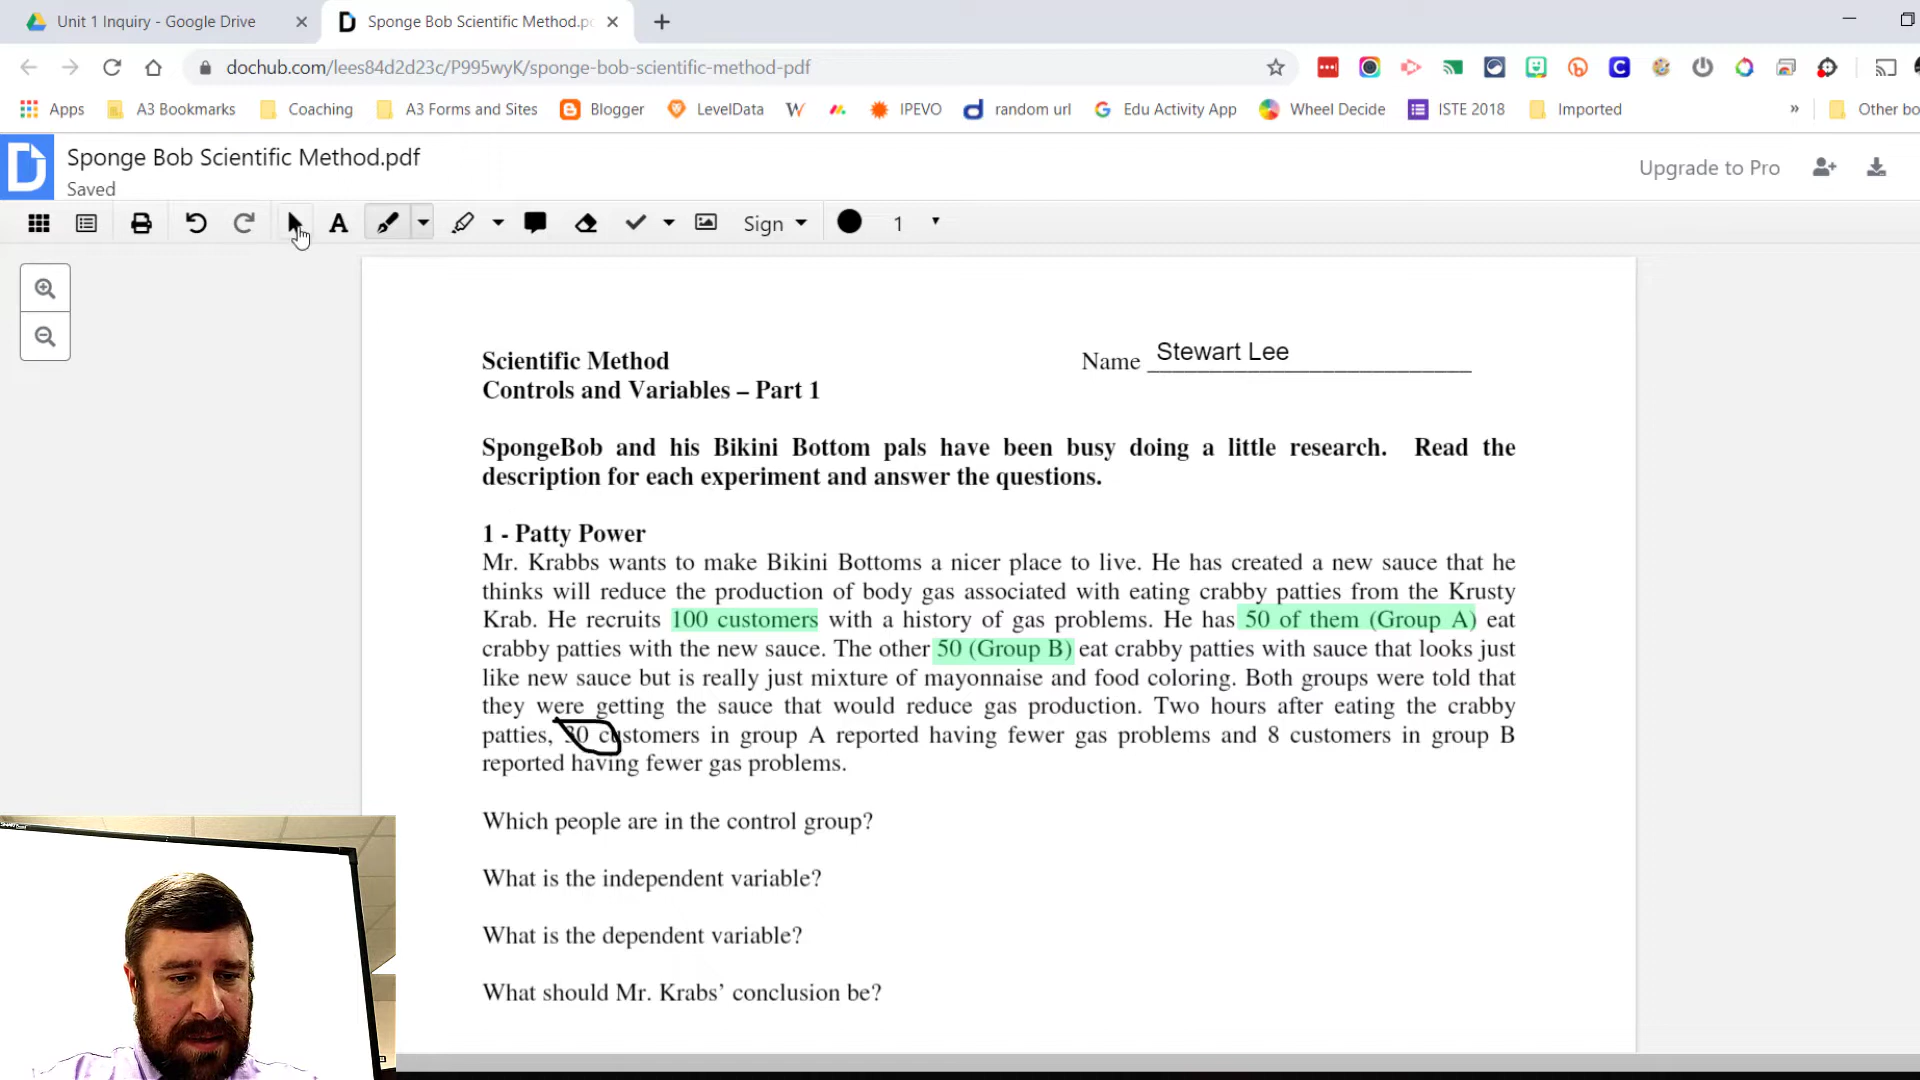 Unit 1 Inquiry - Google Drive
Sponge Bob Scientific Method.p
dochub.com/lees84d2d23c/P995wyK/sponge-bob-scientific-method-pdf
Apps A3 Bookmarks Coaching A3 Forms and Sites Blogger LevelData IPEVO random url Edu Activity App Wheel Decide ISTE 2018 Imported » Other bo
Sponge Bob Scientific Method.pdf
Saved
Upgrade to Pro
A Sign 1
Scientific Method
Name Stewart Lee
Controls and Variables – Part 1
SpongeBob and his Bikini Bottom pals have been busy doing a little research. Read the
description for each experiment and answer the questions.
1 - Patty Power
Mr. Krabbs wants to make Bikini Bottoms a nicer place to live. He has created a new sauce that he
thinks will reduce the production of body gas associated with eating crabby patties from the Krusty
Krab. He recruits 100 customers with a history of gas problems. He has 50 of them (Group A) eat
crabby patties with the new sauce. The other 50 (Group B) eat crabby patties with sauce that looks just
like new sauce but is really just mixture of mayonnaise and food coloring. Both groups were told that
they were getting the sauce that would reduce gas production. Two hours after eating the crabby
patties, 30 customers in group A reported having fewer gas problems and 8 customers in group B
reported having fewer gas problems.
Which people are in the control group?
What is the independent variable?
What is the dependent variable?
What should Mr. Krabs’ conclusion be?